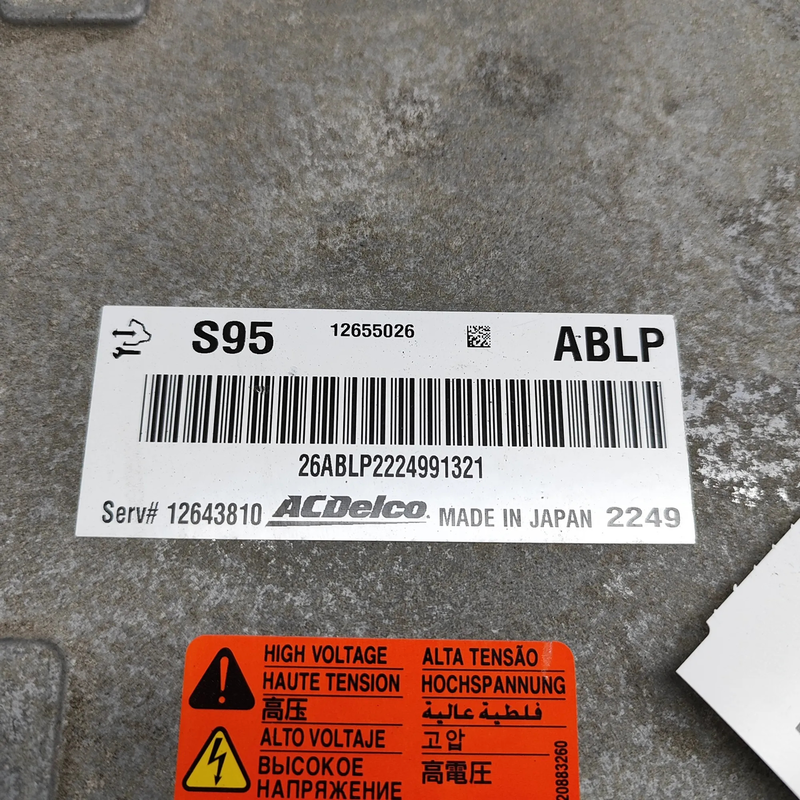 S95 12655026 ABLP
26ABLP2224991321
Serv# 12643810 ACDelco MADE IN JAPAN 2249
HIGH VOLTAGE
HAUTE TENSION
高压
ALTO VOLTAJE
ВЫСОКОЕ
НАПРЯЖЕНИЕ
ALTA TENSÃO
HOCHSPANNUNG
فلطية عالية
고압
高電圧
20883260